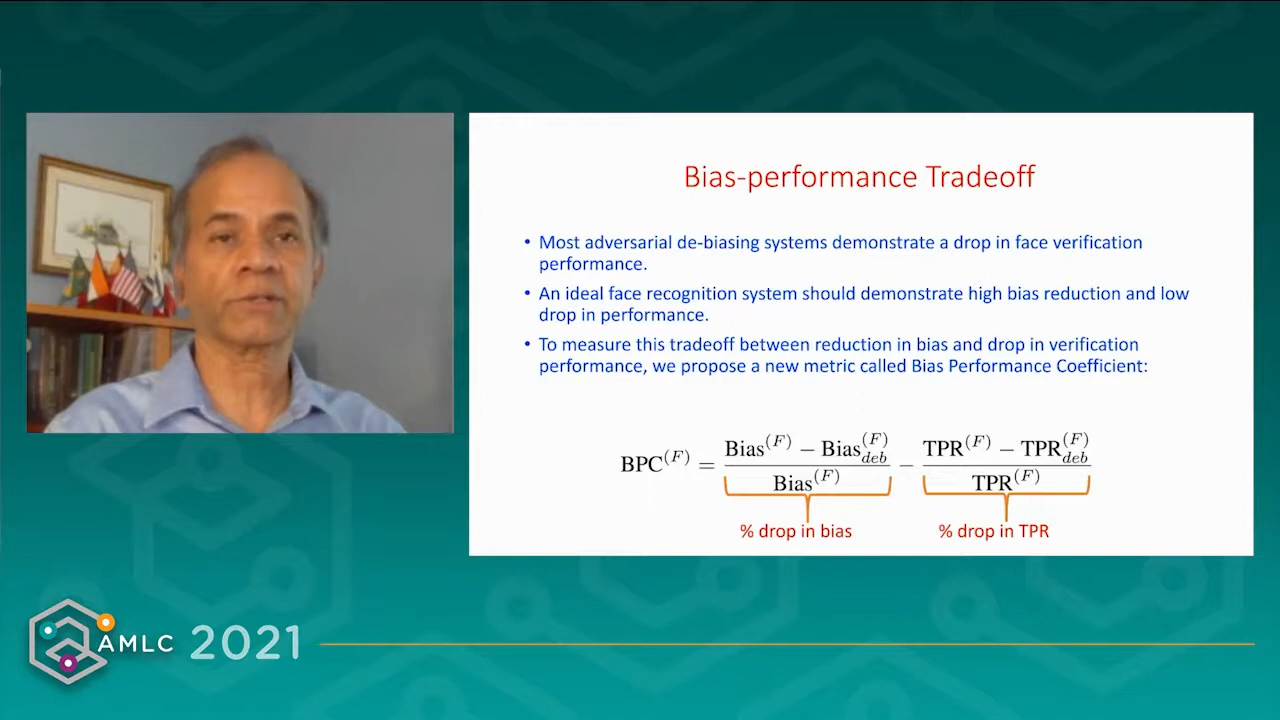 Bias-performance Tradeoff
• Most adversarial de-biasing systems demonstrate a drop in face verification
performance.
• An ideal face recognition system should demonstrate high bias reduction and low
drop in performance.
• To measure this tradeoff between reduction in bias and drop in verification
performance, we propose a new metric called Bias Performance Coefficient:
BPC^(F) = (Bias^(F) − Bias_deb^(F)) / Bias^(F) − (TPR^(F) − TPR_deb^(F)) / TPR^(F)
% drop in bias % drop in TPR
AMLC 2021